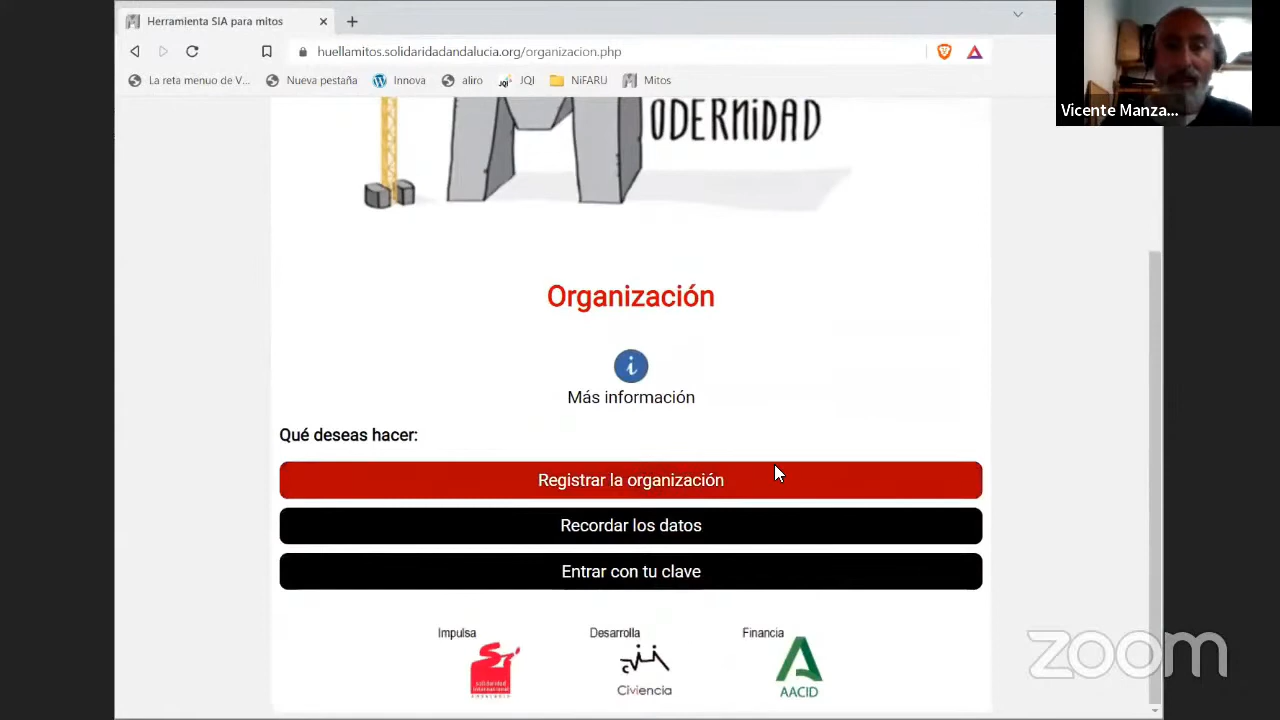 Herramienta SIA para mitos
huellamitos.solidaridadandalucia.org/organizacion.php
La reta menuo de V...
Nueva pestaña
Innova
aliro
JQI
NiFARU
Mitos
Vicente Manza...
ODERNIDAD
Organización
Más información
Qué deseas hacer:
Registrar la organización
Recordar los datos
Entrar con tu clave
Impulsa
Desarrolla
Financia
solidaridad
internacional
Civiencia
AACID
zoom